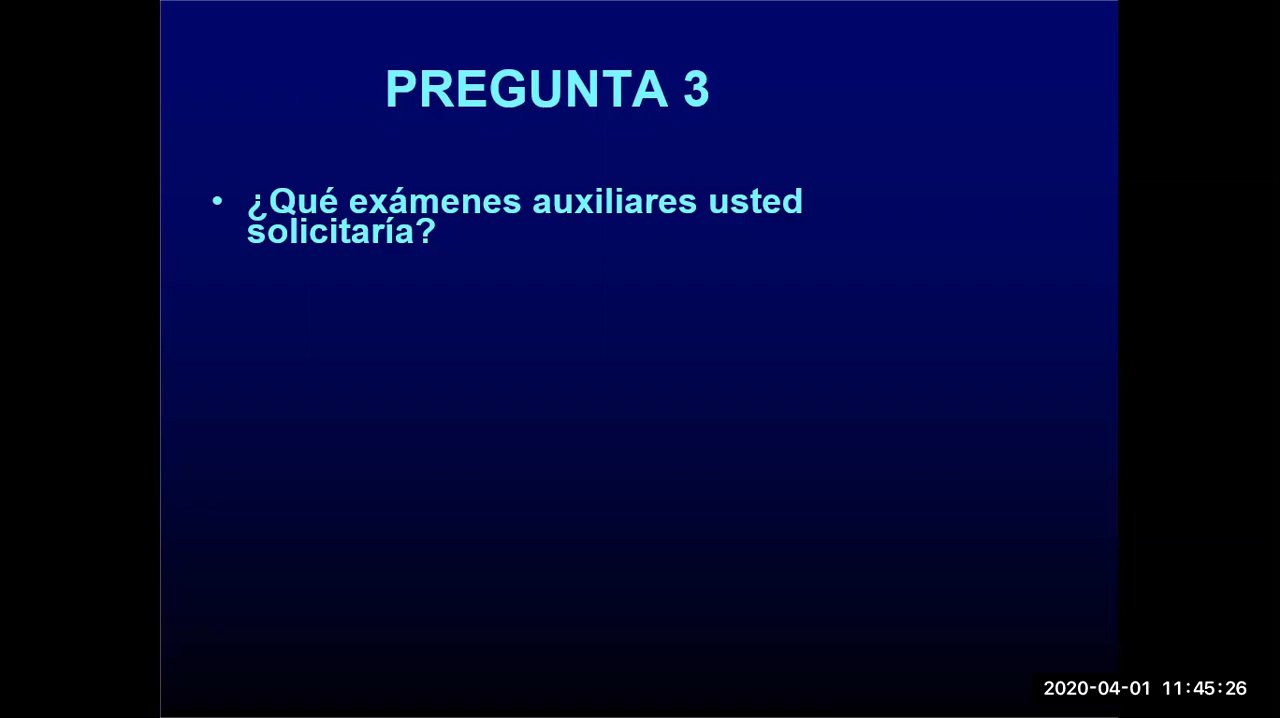 PREGUNTA 3
• ¿Qué exámenes auxiliares usted
solicitaría?
2020-04-01 11:45:26